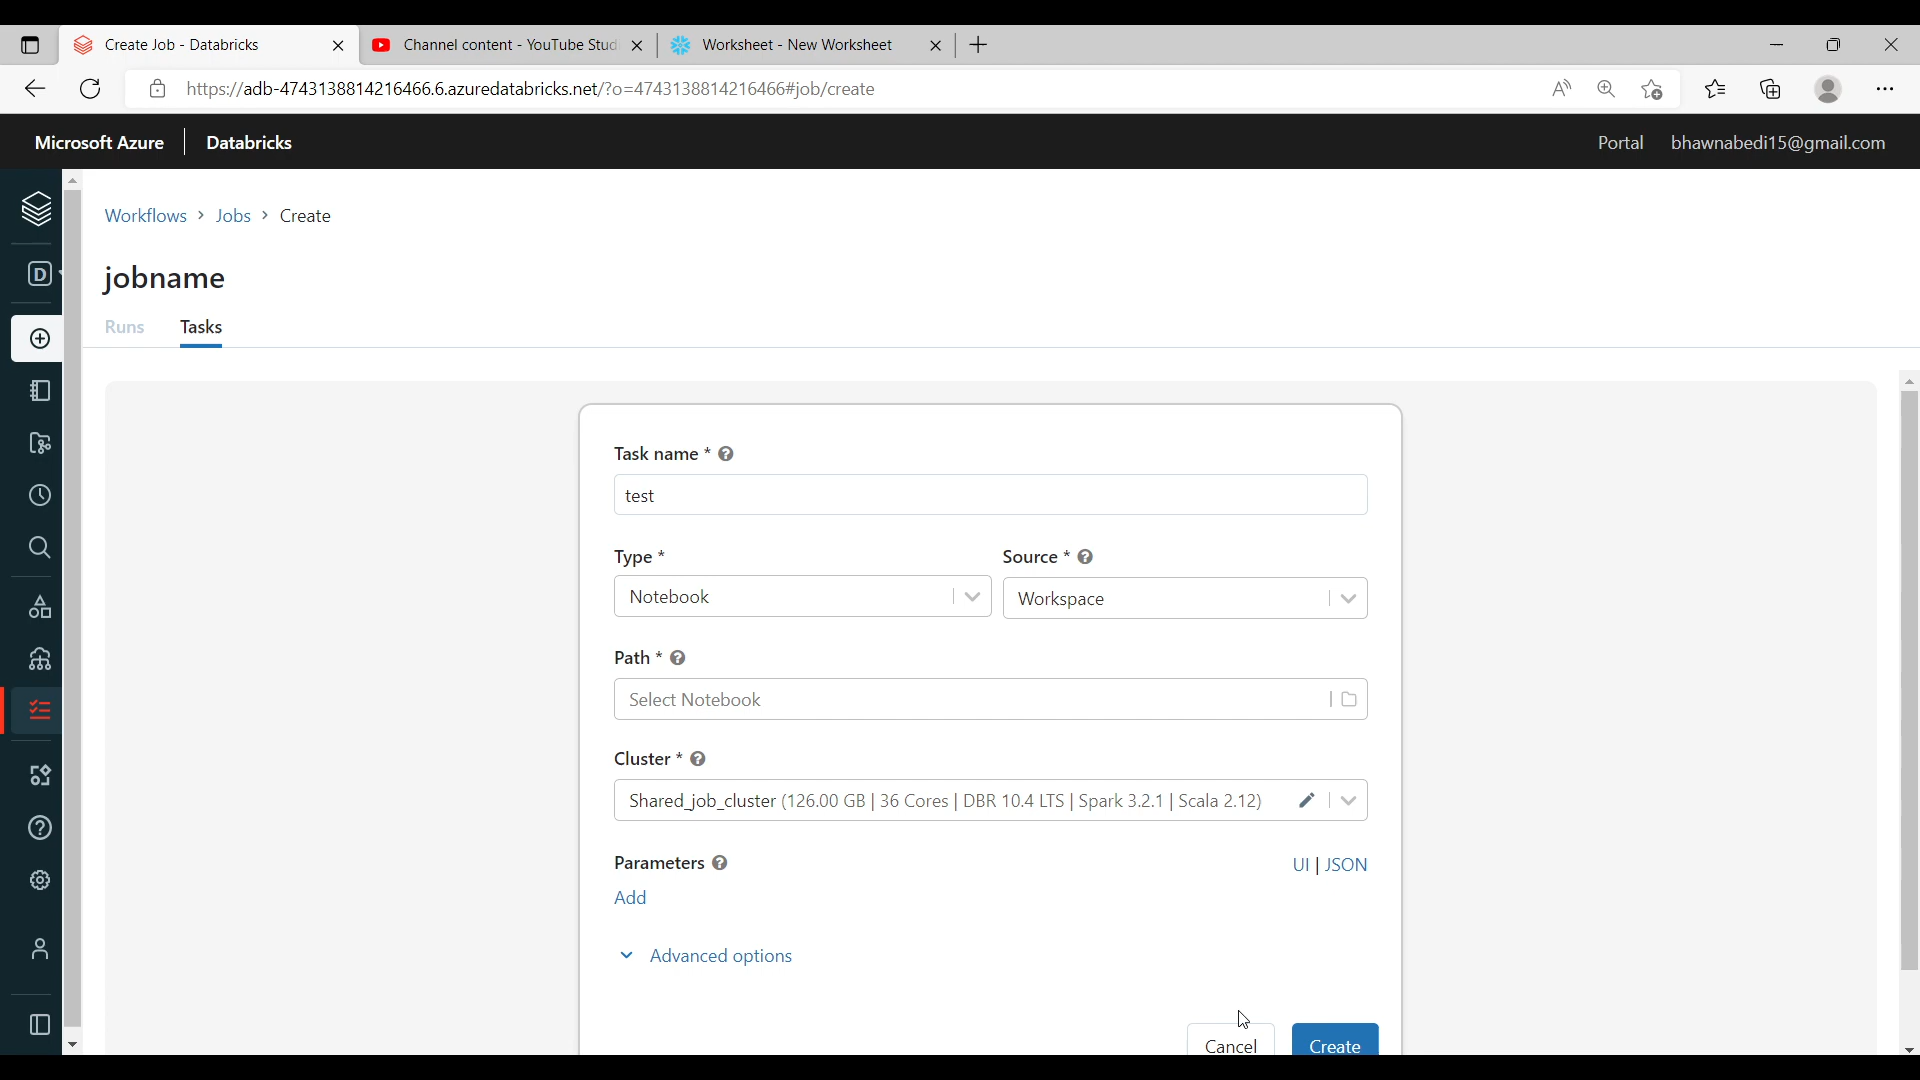 Create Job - Databricks
Channel content - YouTube Stud
Worksheet - New Worksheet
https://adb-4743138814216466.6.azuredatabricks.net/?o=4743138814216466#job/create
Microsoft Azure | Databricks
Portal bhawnabedi15@gmail.com
Workflows > Jobs > Create
D
jobname
Runs Tasks
Task name *
test
Type * Source *
Notebook Workspace
Path *
Select Notebook
Cluster *
Shared_job_cluster (126.00 GB | 36 Cores | DBR 10.4 LTS | Spark 3.2.1 | Scala 2.12)
Parameters UI | JSON
Add
Advanced options
Cancel Create